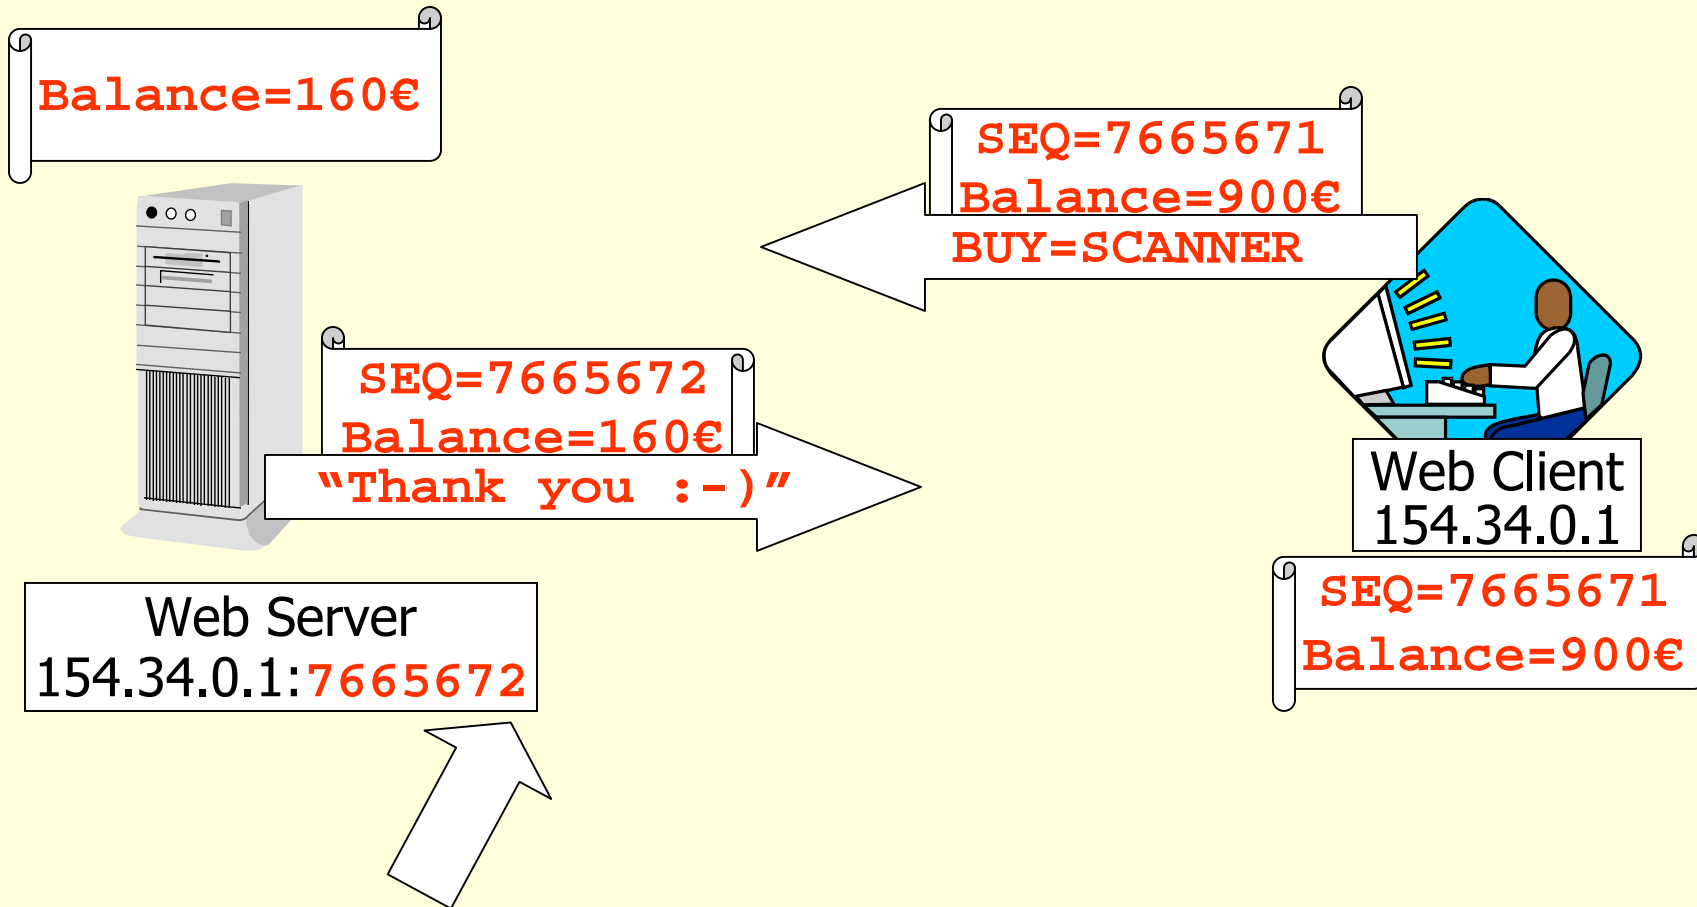 Balance=160€
SEQ=7665671
Balance=900€
BUY=SCANNER
SEQ=7665672
Balance=160€
“Thank you :-)”
Web Client
154.34.0.1
SEQ=7665671
Balance=900€
Web Server
154.34.0.1:7665672